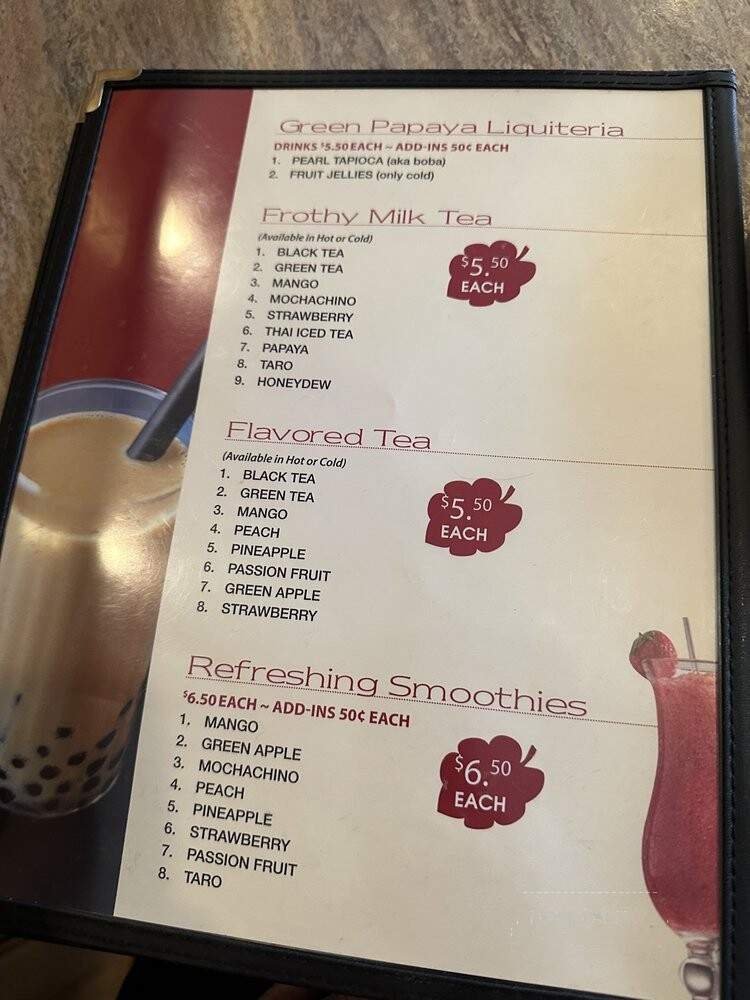 Green Papaya Liquiteria
DRINKS $5.50 EACH ~ ADD-INS 50¢ EACH
1. PEARL TAPIOCA (aka boba)
2. FRUIT JELLIES (only cold)
Frothy Milk Tea
(Available in Hot or Cold)
1. BLACK TEA
2. GREEN TEA
3. MANGO
4. MOCHACHINO
5. STRAWBERRY
6. THAI ICED TEA
7. PAPAYA
8. TARO
9. HONEYDEW
$5.50
EACH
Flavored Tea
(Available in Hot or Cold)
1. BLACK TEA
2. GREEN TEA
3. MANGO
4. PEACH
5. PINEAPPLE
6. PASSION FRUIT
7. GREEN APPLE
8. STRAWBERRY
$5.50
EACH
Refreshing Smoothies
$6.50 EACH ~ ADD-INS 50¢ EACH
1. MANGO
2. GREEN APPLE
3. MOCHACHINO
4. PEACH
5. PINEAPPLE
6. STRAWBERRY
7. PASSION FRUIT
8. TARO
$6.50
EACH